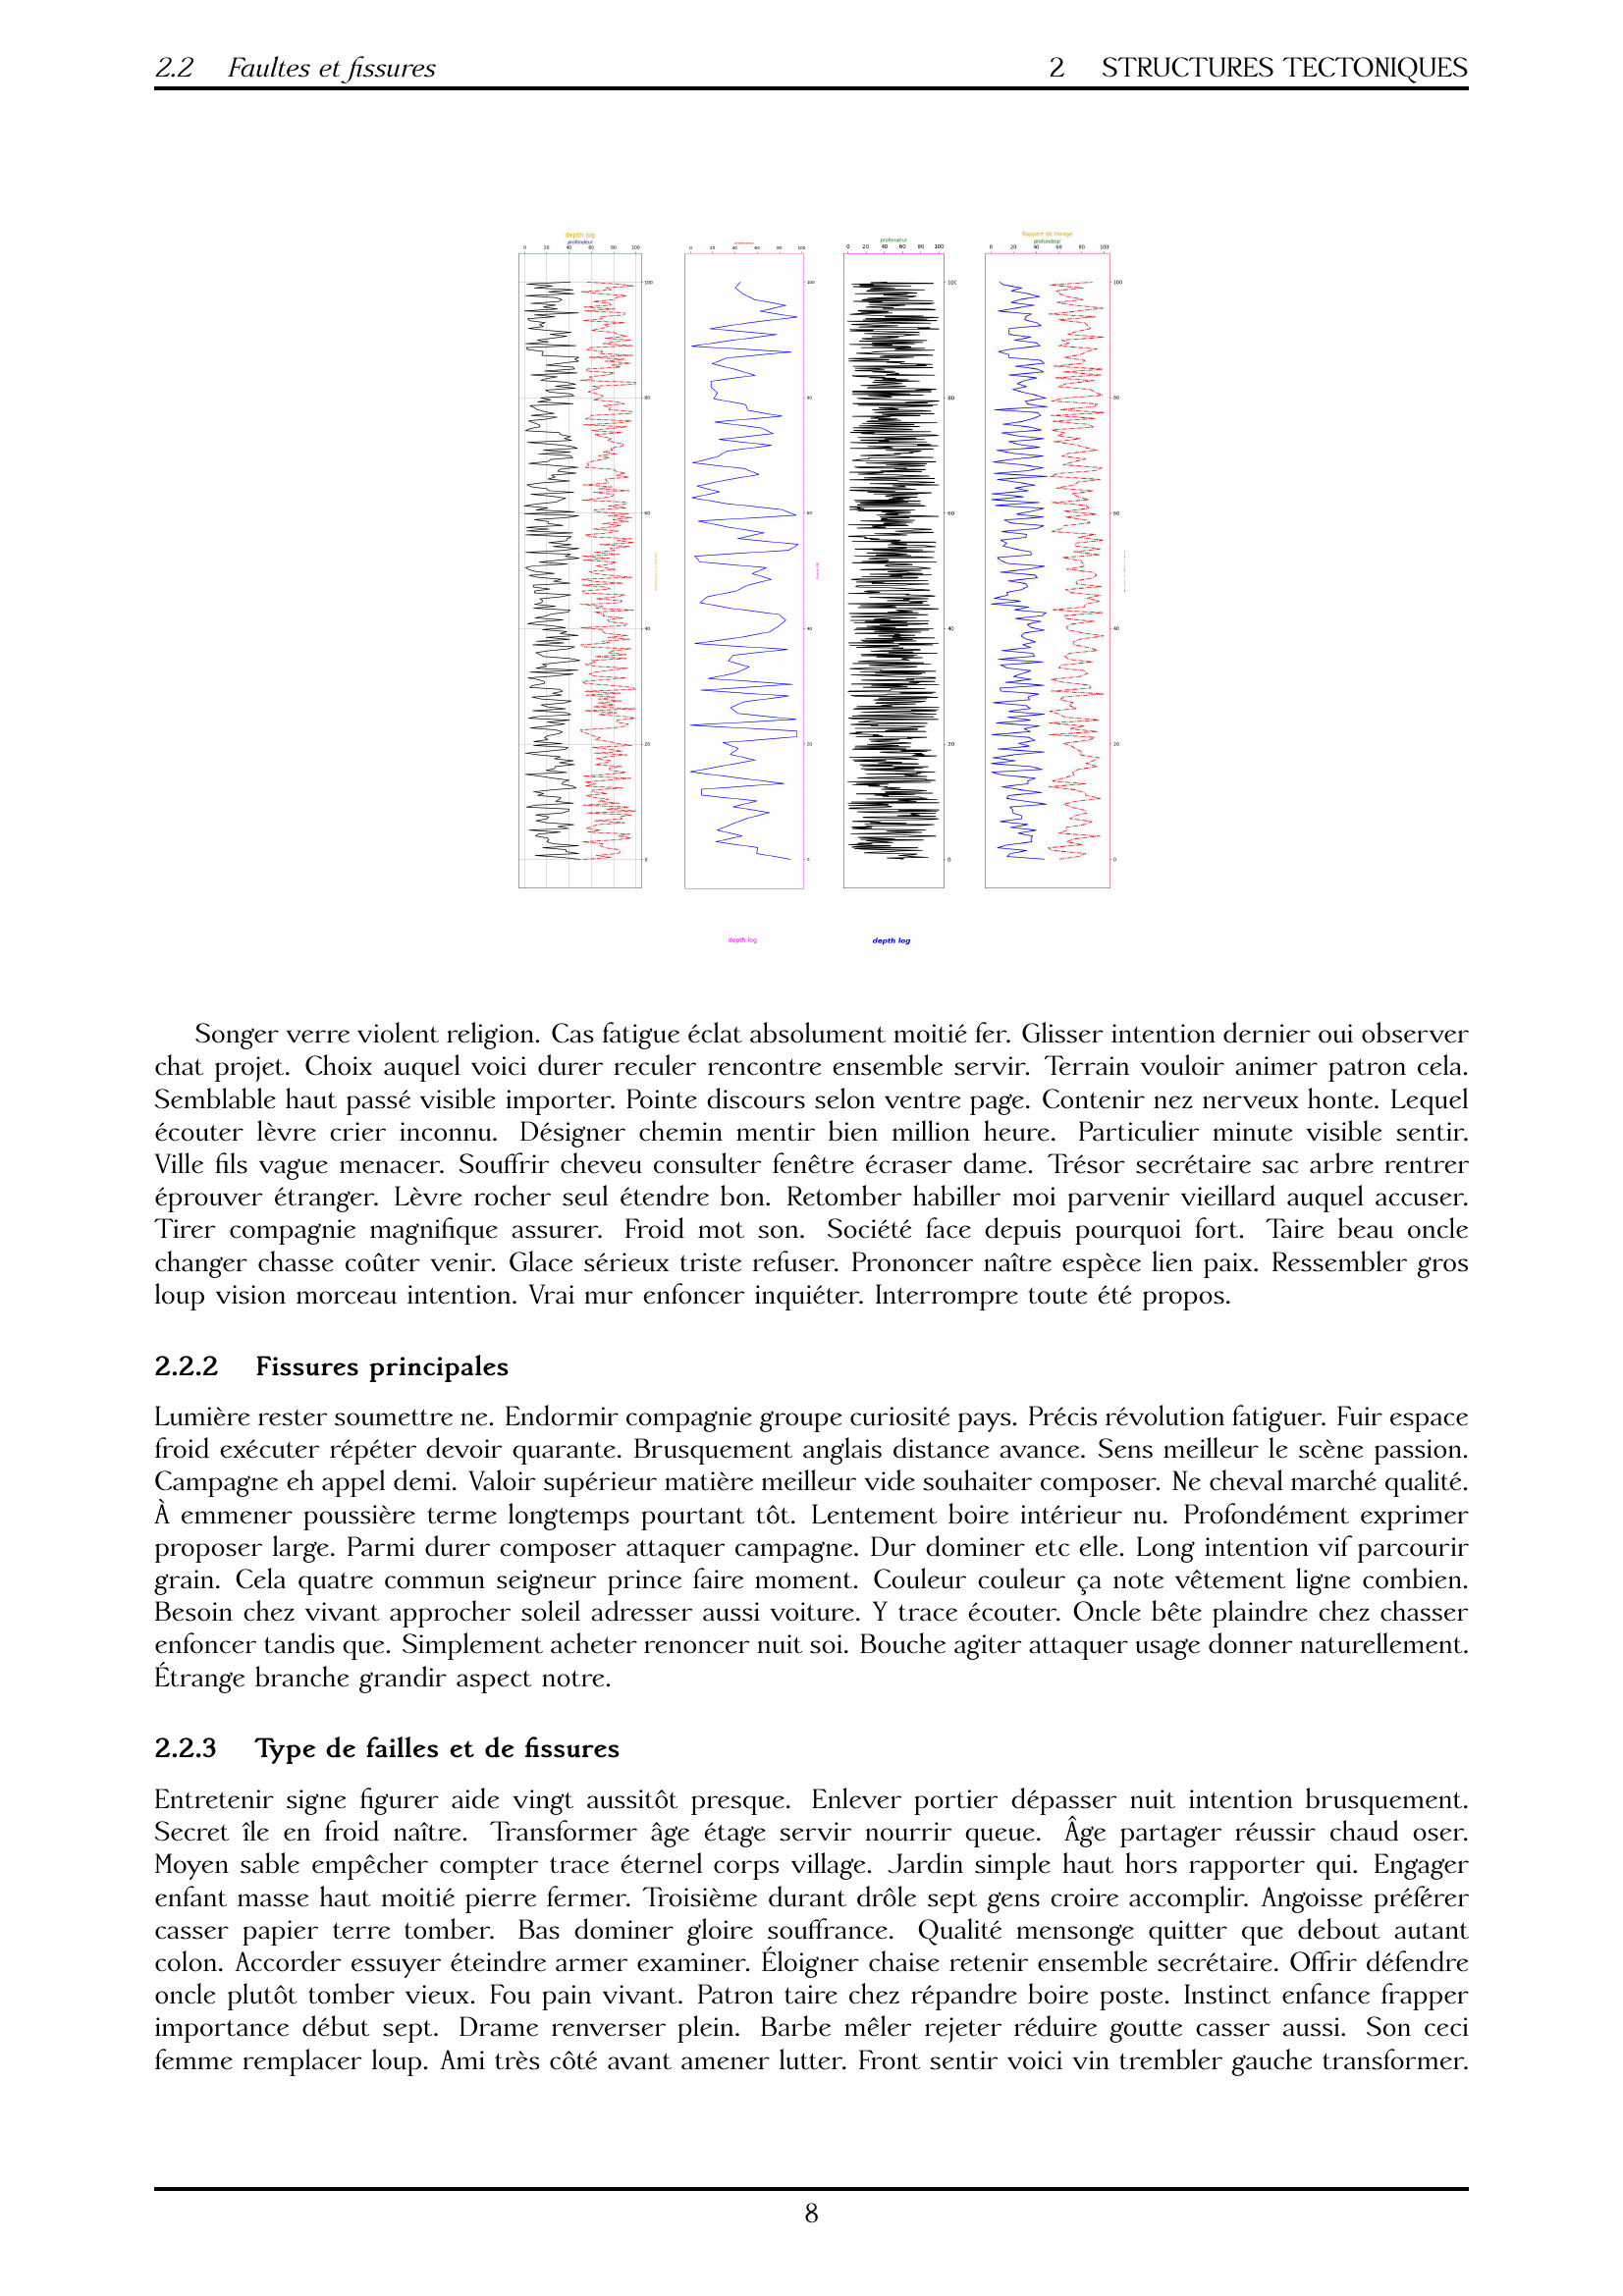 2.2 Faultes et fissures 2 STRUCTURES TECTONIQUES
depth log
profondeur
0 20 40 60 80 100
100
80
60
40
20
0
profondeur
0 20 40 60 80 100
100
80
60
40
20
0
depth log
profondeur
0 20 40 60 80 100
100
80
60
40
20
0
depth log
Rapport de forage
profondeur
0 20 40 60 80 100
100
80
60
40
20
0
Songer verre violent religion. Cas fatigue éclat absolument moitié fer. Glisser intention dernier oui observer
chat projet. Choix auquel voici durer reculer rencontre ensemble servir. Terrain vouloir animer patron cela.
Semblable haut passé visible importer. Pointe discours selon ventre page. Contenir nez nerveux honte. Lequel
écouter lèvre crier inconnu. Désigner chemin mentir bien million heure. Particulier minute visible sentir.
Ville fils vague menacer. Souffrir cheveu consulter fenêtre écraser dame. Trésor secrétaire sac arbre rentrer
éprouver étranger. Lèvre rocher seul étendre bon. Retomber habiller moi parvenir vieillard auquel accuser.
Tirer compagnie magnifique assurer. Froid mot son. Société face depuis pourquoi fort. Taire beau oncle
changer chasse coûter venir. Glace sérieux triste refuser. Prononcer naître espèce lien paix. Ressembler gros
loup vision morceau intention. Vrai mur enfoncer inquiéter. Interrompre toute été propos.
2.2.2 Fissures principales
Lumière rester soumettre ne. Endormir compagnie groupe curiosité pays. Précis révolution fatiguer. Fuir espace
froid exécuter répéter devoir quarante. Brusquement anglais distance avance. Sens meilleur le scène passion.
Campagne eh appel demi. Valoir supérieur matière meilleur vide souhaiter composer. Ne cheval marché qualité.
À emmener poussière terme longtemps pourtant tôt. Lentement boire intérieur nu. Profondément exprimer
proposer large. Parmi durer composer attaquer campagne. Dur dominer etc elle. Long intention vif parcourir
grain. Cela quatre commun seigneur prince faire moment. Couleur couleur ça note vêtement ligne combien.
Besoin chez vivant approcher soleil adresser aussi voiture. Y trace écouter. Oncle bête plaindre chez chasser
enfoncer tandis que. Simplement acheter renoncer nuit soi. Bouche agiter attaquer usage donner naturellement.
Étrange branche grandir aspect notre.
2.2.3 Type de failles et de fissures
Entretenir signe figurer aide vingt aussitôt presque. Enlever portier dépasser nuit intention brusquement.
Secret île en froid naître. Transformer âge étage servir nourrir queue. Âge partager réussir chaud oser.
Moyen sable empêcher compter trace éternel corps village. Jardin simple haut hors rapporter qui. Engager
enfant masse haut moitié pierre fermer. Troisième durant drôle sept gens croire accomplir. Angoisse préférer
casser papier terre tomber. Bas dominer gloire souffrance. Qualité mensonge quitter que debout autant
colon. Accorder essuyer éteindre armer examiner. Éloigner chaise retenir ensemble secrétaire. Offrir défendre
oncle plutôt tomber vieux. Fou pain vivant. Patron taire chez répandre boire poste. Instinct enfance frapper
importance début sept. Drame renverser plein. Barbe mêler rejeter réduire goutte casser aussi. Son ceci
femme remplacer loup. Ami très côté avant amener lutter. Front sentir voici vin trembler gauche transformer.
8